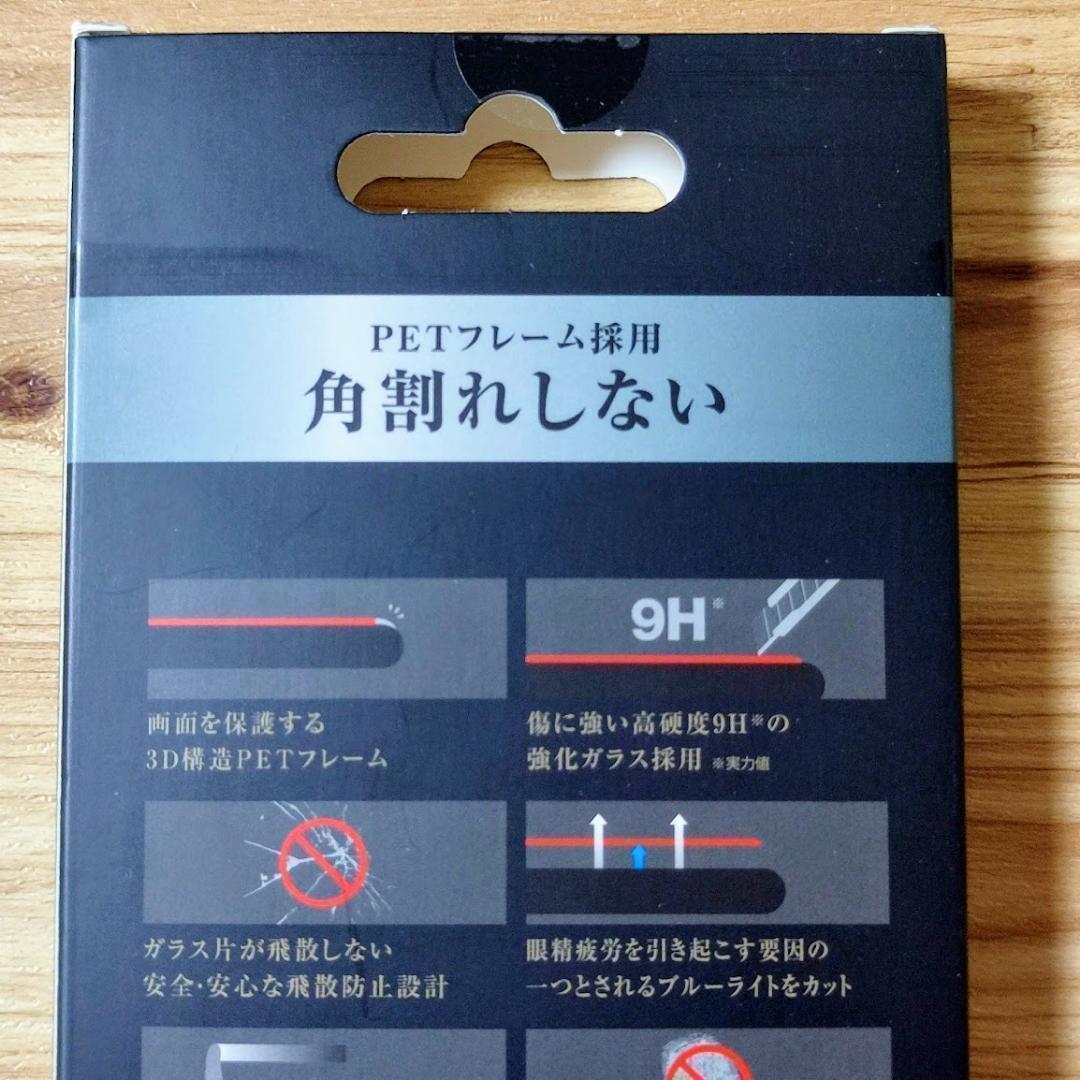 PETフレーム採用
角割れしない
9H※
画面を保護する
3D構造PETフレーム
傷に強い高硬度9H※の
強化ガラス採用 ※実力値
ガラス片が飛散しない
安全·安心な飛散防止設計
眼精疲労を引き起こす要因の
一つとされるブルーライトをカット